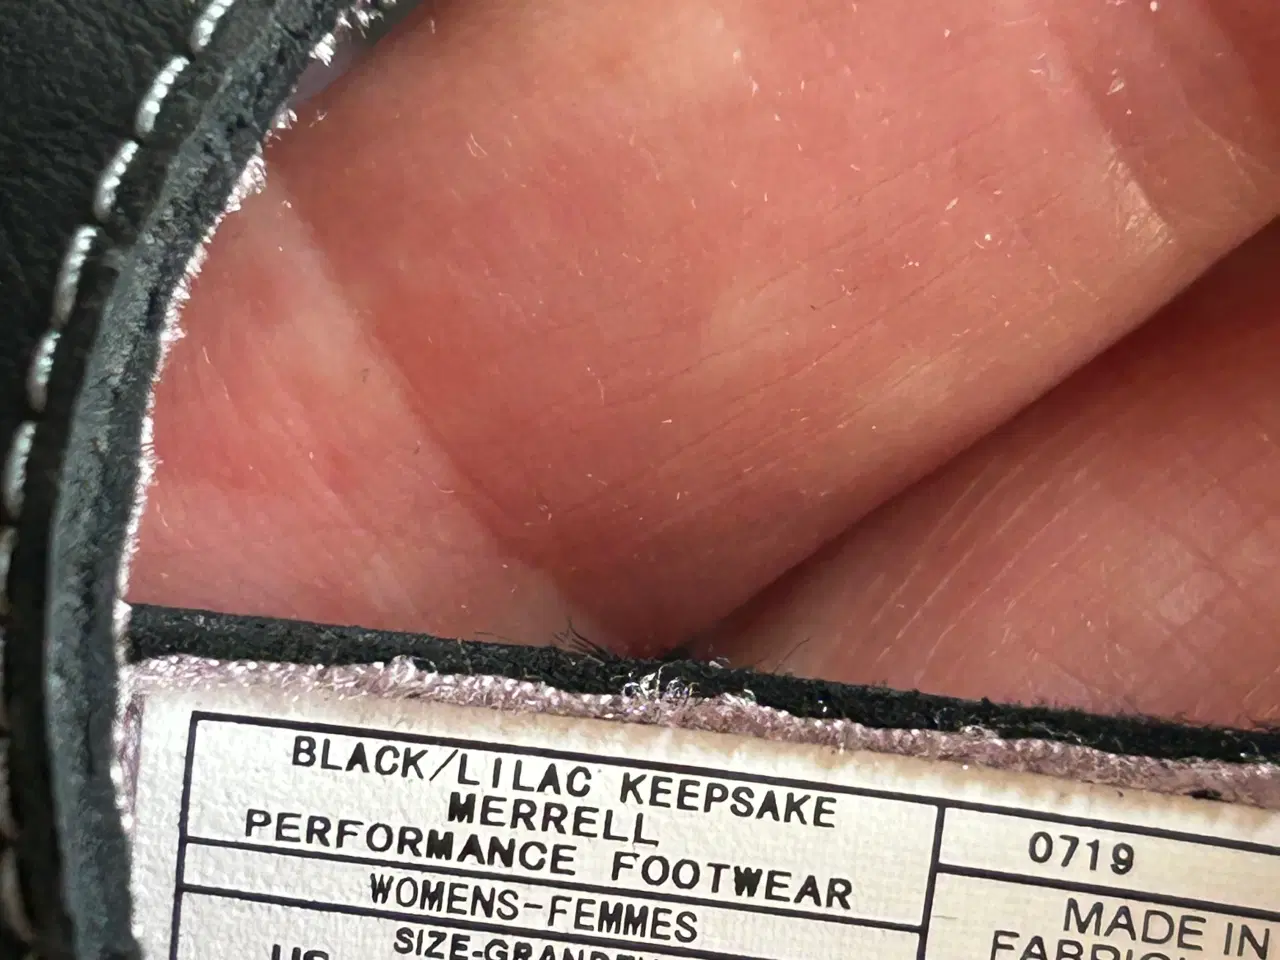 BLACK/LILAC KEEPSAKE
MERRELL
PERFORMANCE FOOTWEAR
WOMENS-FEMMES
0719
MADE IN